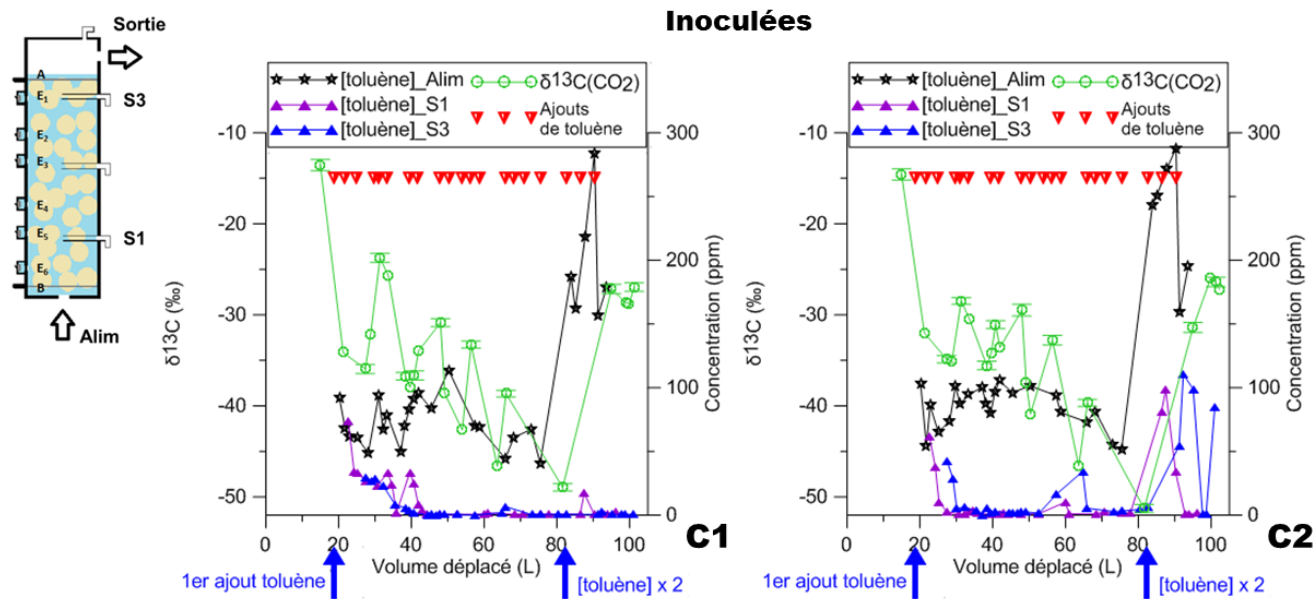 Inoculées
Sortie
A
E1
S3
E2
E3
E4
E5
S1
E6
B
Alim
[toluène]_Alim
δ13C(CO2)
[toluène]_S1
Ajouts
de toluène
[toluène]_S3
-10
-20
-30
-40
-50
δ13C (‰)
300
200
100
0
Concentration (ppm)
0 20 40 60 80 100
Volume déplacé (L)
C1
1er ajout toluène
[toluène] x 2
[toluène]_Alim
δ13C(CO2)
[toluène]_S1
Ajouts
de toluène
[toluène]_S3
-10
-20
-30
-40
-50
δ13C (‰)
300
200
100
0
Concentration (ppm)
0 20 40 60 80 100
Volume déplacé (L)
C2
1er ajout toluène
[toluène] x 2